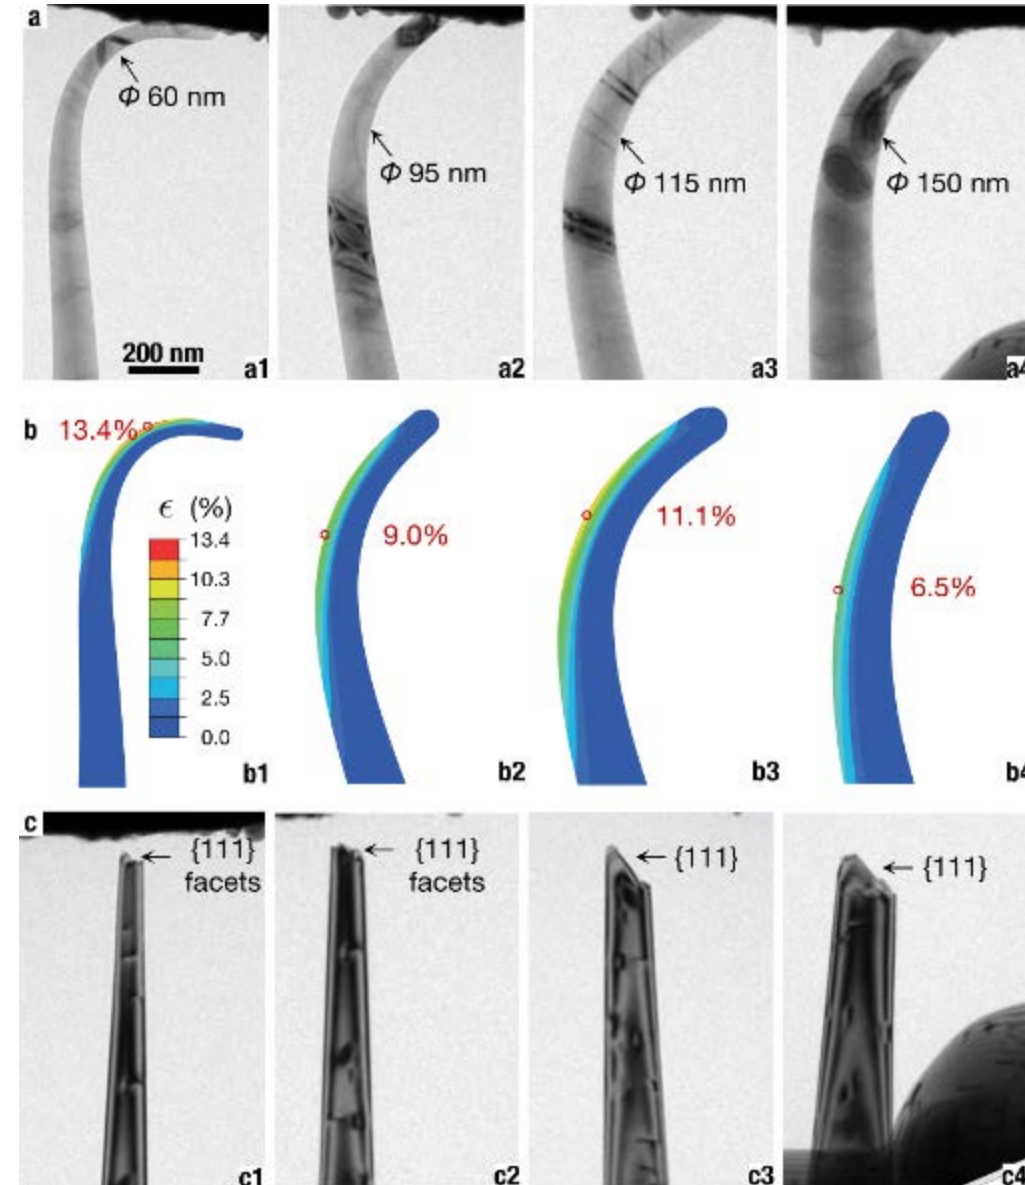 a
Φ 60 nm
200 nm
a1
Φ 95 nm
a2
Φ 115 nm
a3
Φ 150 nm
a4
b
13.4%
ϵ (%)
13.4
10.3
7.7
5.0
2.5
0.0
b1
9.0%
b2
11.1%
b3
6.5%
b4
c
{111}
facets
c1
{111}
facets
c2
{111}
c3
{111}
c4